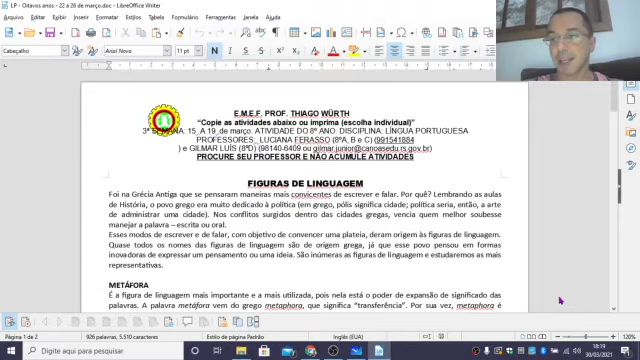 LP - Oitavos anos - 22 a 26 de março.doc - LibreOffice Writer
Arquivo Editar Exibir Inserir Formatar Estilos Tabela Formulário Ferramentas Janela Ajuda
Cabeçalho Arial Nova 11 pt
E.M.E.F. PROF. THIAGO WÜRTH
"Copie as atividades abaixo ou imprima (escolha individual)
3ª SEMANA: 15 A 19 de março. ATIVIDADE DO 8º ANO. DISCIPLINA: LÍNGUA PORTUGUESA
PROFESSORES: LUCIANA FERASSO (8ªA, B e C) (991541884
) e GILMAR LUÍS (8ºD) (98140-6409 ou gilmar.junior@canoasedu.rs.gov.br)
PROCURE SEU PROFESSOR E NÃO ACUMULE ATIVIDADES
FIGURAS DE LINGUAGEM
Foi na Grécia Antiga que se pensaram maneiras mais convicentes de escrever e falar. Por quê? Lembrando as aulas
de História, o povo grego era muito dedicado à política (em grego, pólis significa cidade; política seria, então, a arte
de administrar uma cidade). Nos conflitos surgidos dentro das cidades gregas, vencia quem melhor soubesse
manejar a palavra – escrita ou oral.
Esses modos de escrever e de falar, com objetivo de convencer uma plateia, deram origem às figuras de linguagem.
Quase todos os nomes das figuras de linguagem são de origem grega, já que esse povo pensou em formas
inovadoras de expressar um pensamento ou uma ideia. São inúmeras as figuras de linguagem e estudaremos as mais
representativas.
METÁFORA
É a figura de linguagem mais importante e a mais utilizada, pois nela está o poder de expansão de significado das
palavras. A palavra metáfora vem do grego metaphora, que significa "transferência". Por sua vez, metaphora é
Página 1 de 2 926 palavras, 5.510 caracteres Inglês (EUA) 120%
Digite aqui para pesquisar
18:19
30/03/2021